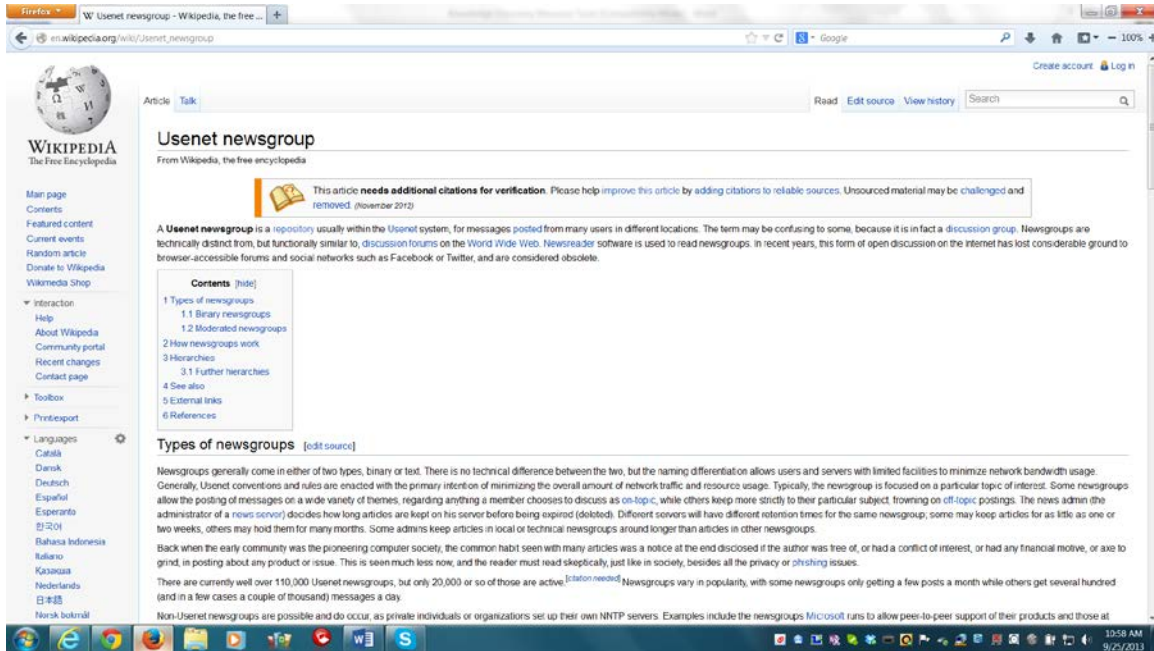 Firefox
Usenet newsgroup - Wikipedia, the free ...
en.wikipedia.org/wiki/Usenet_newsgroup
Google
100%
Create account Log in
Article Talk
Read Edit source View history Search
WIKIPEDIA
The Free Encyclopedia
Main page
Contents
Featured content
Current events
Random article
Donate to Wikipedia
Wikimedia Shop
Interaction
Help
About Wikipedia
Community portal
Recent changes
Contact page
Toolbox
Print/export
Languages
Català
Dansk
Deutsch
Español
Esperanto
한국어
Bahasa Indonesia
Italiano
Қазақша
Nederlands
日本語
Norsk bokmål
Usenet newsgroup
From Wikipedia, the free encyclopedia
This article needs additional citations for verification. Please help improve this article by adding citations to reliable sources. Unsourced material may be challenged and
removed. (November 2012)
A Usenet newsgroup is a repository usually within the Usenet system, for messages posted from many users in different locations. The term may be confusing to some, because it is in fact a discussion group. Newsgroups are
technically distinct from, but functionally similar to, discussion forums on the World Wide Web. Newsreader software is used to read newsgroups. In recent years, this form of open discussion on the internet has lost considerable ground to
browser-accessible forums and social networks such as Facebook or Twitter, and are considered obsolete.
Contents [hide]
1 Types of newsgroups
1.1 Binary newsgroups
1.2 Moderated newsgroups
2 How newsgroups work
3 Hierarchies
3.1 Further hierarchies
4 See also
5 External links
6 References
Types of newsgroups [edit source]
Newsgroups generally come in either of two types, binary or text. There is no technical difference between the two, but the naming differentiation allows users and servers with limited facilities to minimize network bandwidth usage.
Generally, Usenet conventions and rules are enacted with the primary intention of minimizing the overall amount of network traffic and resource usage. Typically, the newsgroup is focused on a particular topic of interest. Some newsgroups
allow the posting of messages on a wide variety of themes, regarding anything a member chooses to discuss as on-topic, while others keep more strictly to their particular subject, frowning on off-topic postings. The news admin (the
administrator of a news server) decides how long articles are kept on his server before being expired (deleted). Different servers will have different retention times for the same newsgroup; some may keep articles for as little as one or
two weeks, others may hold them for many months. Some admins keep articles in local or technical newsgroups around longer than articles in other newsgroups.
Back when the early community was the pioneering computer society, the common habit seen with many articles was a notice at the end disclosed if the author was free of, or had a conflict of interest, or had any financial motive, or axe to
grind, in posting about any product or issue. This is seen much less now, and the reader must read skeptically, just like in society, besides all the privacy or phishing issues.
There are currently well over 110,000 Usenet newsgroups, but only 20,000 or so of those are active.[citation needed] Newsgroups vary in popularity, with some newsgroups only getting a few posts a month while others get several hundred
(and in a few cases a couple of thousand) messages a day.
Non-Usenet newsgroups are possible and do occur, as private individuals or organizations set up their own NNTP servers. Examples include the newsgroups Microsoft runs to allow peer-to-peer support of their products and those at
10:58 AM
9/25/2013